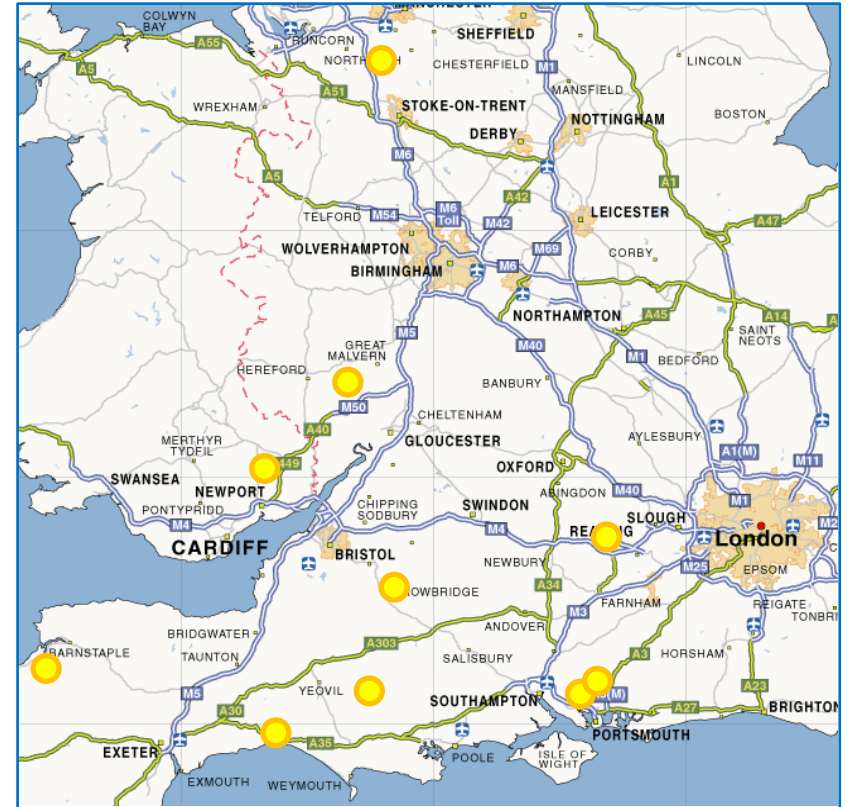 MANCHESTER
COLWYN
BAY
SHEFFIELD
A55
RUNCORN
NORTH
CHESTERFIELD
M1
LINCOLN
A5
A51
MANSFIELD
WREXHAM
STOKE-ON-TRENT
NOTTINGHAM
BOSTON
DERBY
M6
A5
A42
A1
TELFORD
M54
M6
Toll
M42
LEICESTER
A47
WOLVERHAMPTON
M69
CORBY
BIRMINGHAM
M6
NORTHAMPTON
A45
A14
M5
SAINT
NEOTS
GREAT
MALVERN
M40
M1
HEREFORD
BEDFORD
BANBURY
M50
CHELTENHAM
A40
MERTHYR
TYDFIL
GLOUCESTER
AYLESBURY
A1(M)
M11
449
OXFORD
SWANSEA
NEWPORT
ABINGDON
M40
M1
PONTYPRIDD
CHIPPING
SODBURY
SWINDON
SLOUGH
M4
M4
RE
G
London
M2
CARDIFF
BRISTOL
NEWBURY
M25
EPSOM
OWBRIDGE
A34
M3
FARNHAM
REIGATE
TONBRI
ANDOVER
BRIDGWATER
A303
BARNSTAPLE
TAUNTON
SALISBURY
A3
HORSHAM
YEOVIL
M5
SOUTHAMPTON
(M)
A23
A30
A27
BRIGHTON
EXETER
A35
PORTSMOUTH
POOLE
ISLE OF
WIGHT
EXMOUTH
WEYMOUTH